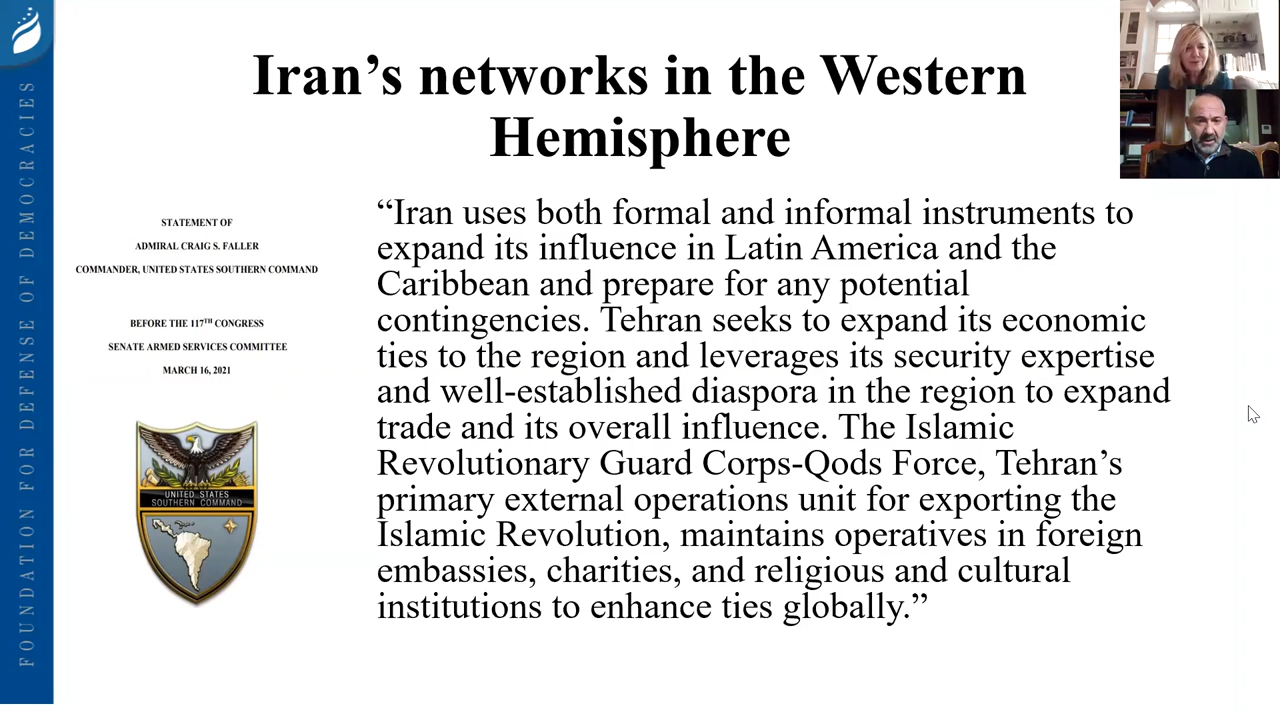 FOUNDATION FOR DEFENSE OF DEMOCRACIES
Iran’s networks in the Western
Hemisphere
STATEMENT OF
ADMIRAL CRAIG S. FALLER
COMMANDER, UNITED STATES SOUTHERN COMMAND
BEFORE THE 117TH CONGRESS
SENATE ARMED SERVICES COMMITTEE
MARCH 16, 2021
UNITED STATES
SOUTHERN COMMAND
“Iran uses both formal and informal instruments to
expand its influence in Latin America and the
Caribbean and prepare for any potential
contingencies. Tehran seeks to expand its economic
ties to the region and leverages its security expertise
and well-established diaspora in the region to expand
trade and its overall influence. The Islamic
Revolutionary Guard Corps-Qods Force, Tehran’s
primary external operations unit for exporting the
Islamic Revolution, maintains operatives in foreign
embassies, charities, and religious and cultural
institutions to enhance ties globally.”